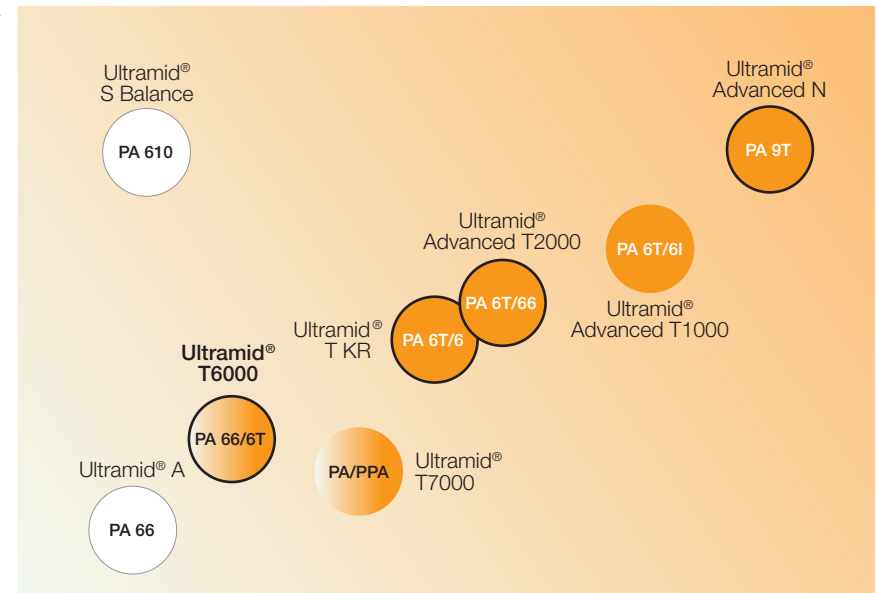 Ultramid®
S Balance
PA 610
Ultramid®
Advanced N
PA 9T
Ultramid®
Advanced T2000
PA 6T/66
PA 6T/6I
Ultramid®
Advanced T1000
Ultramid®
T KR
PA 6T/6
Ultramid®
T6000
PA 66/6T
PA/PPA
Ultramid®
T7000
Ultramid® A
PA 66